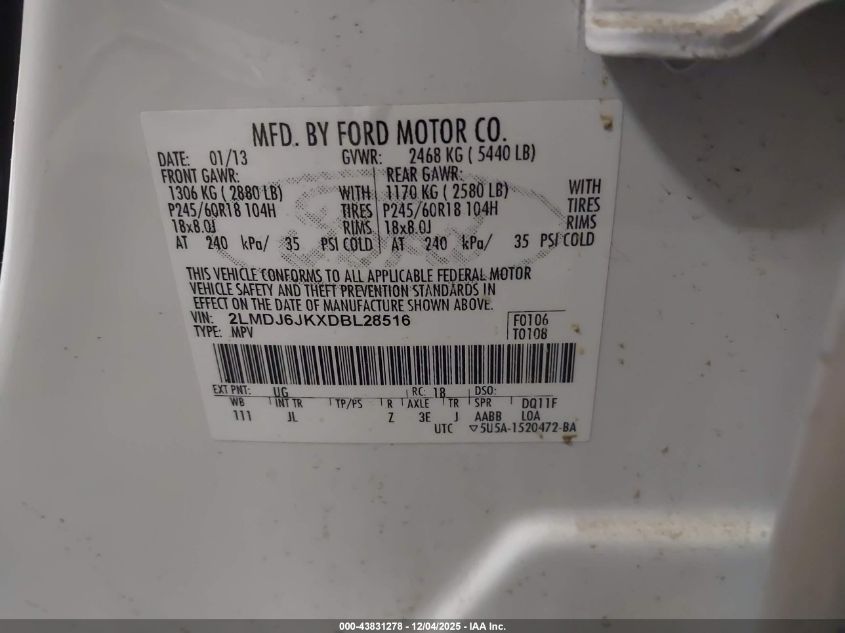 MFD. BY FORD MOTOR CO.
DATE: 01/13 GVWR: 2468 KG ( 5440 LB)
FRONT GAWR: REAR GAWR:
1306 KG ( 2880 LB) WITH 1170 KG ( 2580 LB) WITH
P245/60R18 104H TIRES P245/60R18 104H TIRES
18x8.0J RIMS 18x8.0J RIMS
AT 240 kPa/ 35 PSI COLD AT 240 kPa/ 35 PSI COLD
THIS VEHICLE CONFORMS TO ALL APPLICABLE FEDERAL MOTOR
VEHICLE SAFETY AND THEFT PREVENTION STANDARDS IN
EFFECT ON THE DATE OF MANUFACTURE SHOWN ABOVE.
VIN: 2LMDJ6JKXDBL28516 F0106
TYPE: MPV T0108
EXT PNT: UG RC: 18 DSO:
WB INT TR TP/PS R AXLE TR SPR DQ11F
111 JL Z 3E J AABB LOA
UTC ▽5U5A-1520472-BA
000-43831278 - 12/04/2025 - IAA Inc.